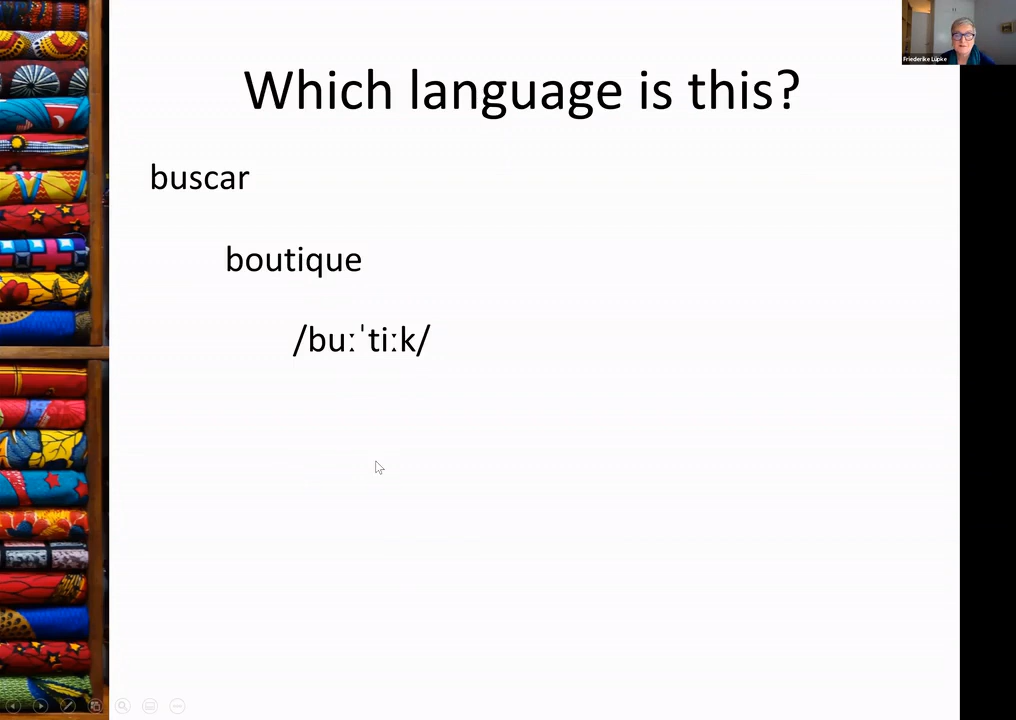 Friederike Lüpke
Which language is this?
buscar
boutique
/buːˈtiːk/